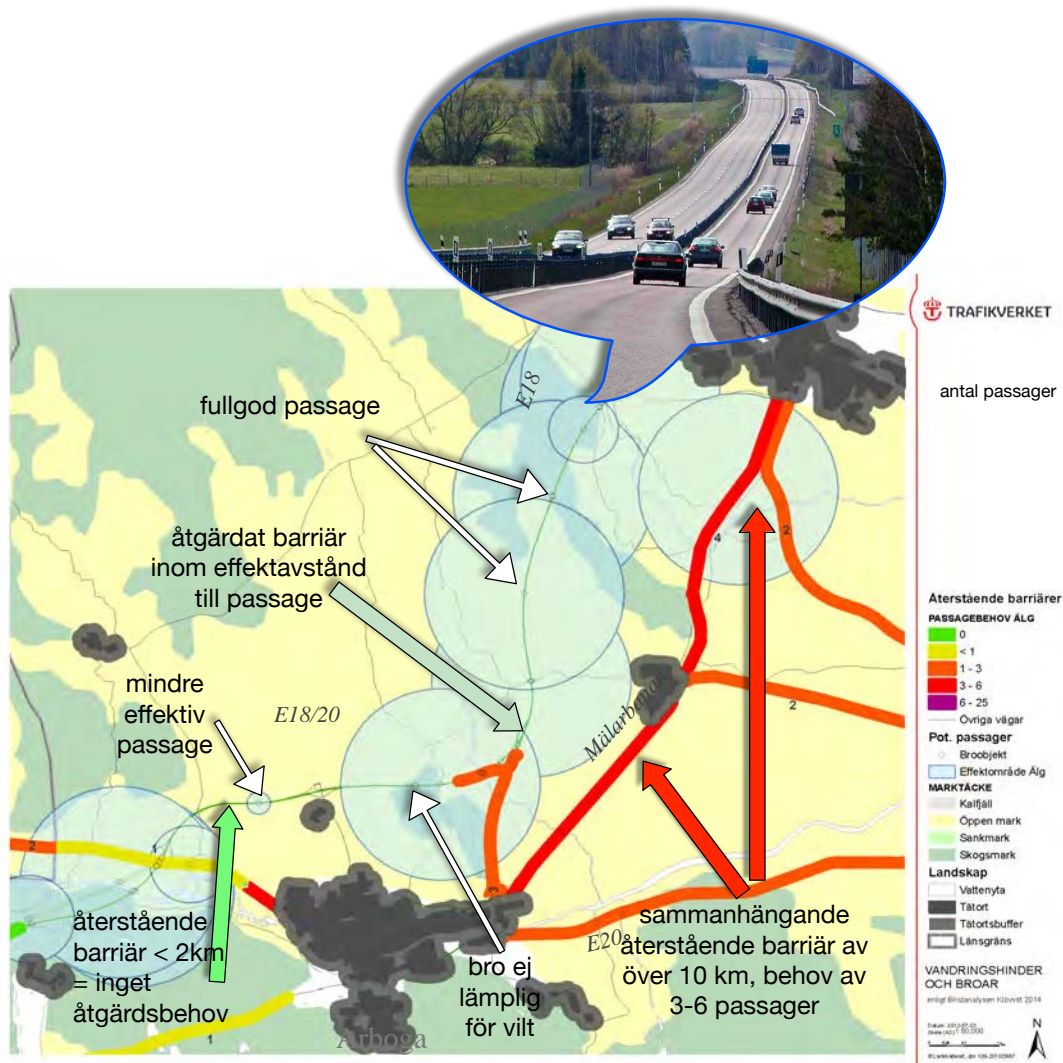 TRAFIKVERKET
antal passager
E18
fullgod passage
åtgärdat barriär
inom effektavstånd
till passage
4
2
mindre
effektiv
passage
E18/20
Mälarbanan
2
2
1
3
återstående
barriär < 2km
= inget
åtgärdsbehov
bro ej
lämplig
för vilt
E20
sammanhängande
återstående barriär av
över 10 km, behov av
3-6 passager
Arboga
1
Återstående barriärer
PASSAGEBEHOV ÄLG
0
< 1
1 - 3
3 - 6
6 - 25
Övriga vägar
Pot. passager
Broobjekt
Effektområde Älg
MARKTÄCKE
Kalfjäll
Öppen mark
Sankmark
Skogsmark
Landskap
Vattenyta
Tätort
Tätortsbuffer
Länsgräns
VANDRINGSHINDER
OCH BROAR
enligt Bristanalysen Klövvilt 2014
N